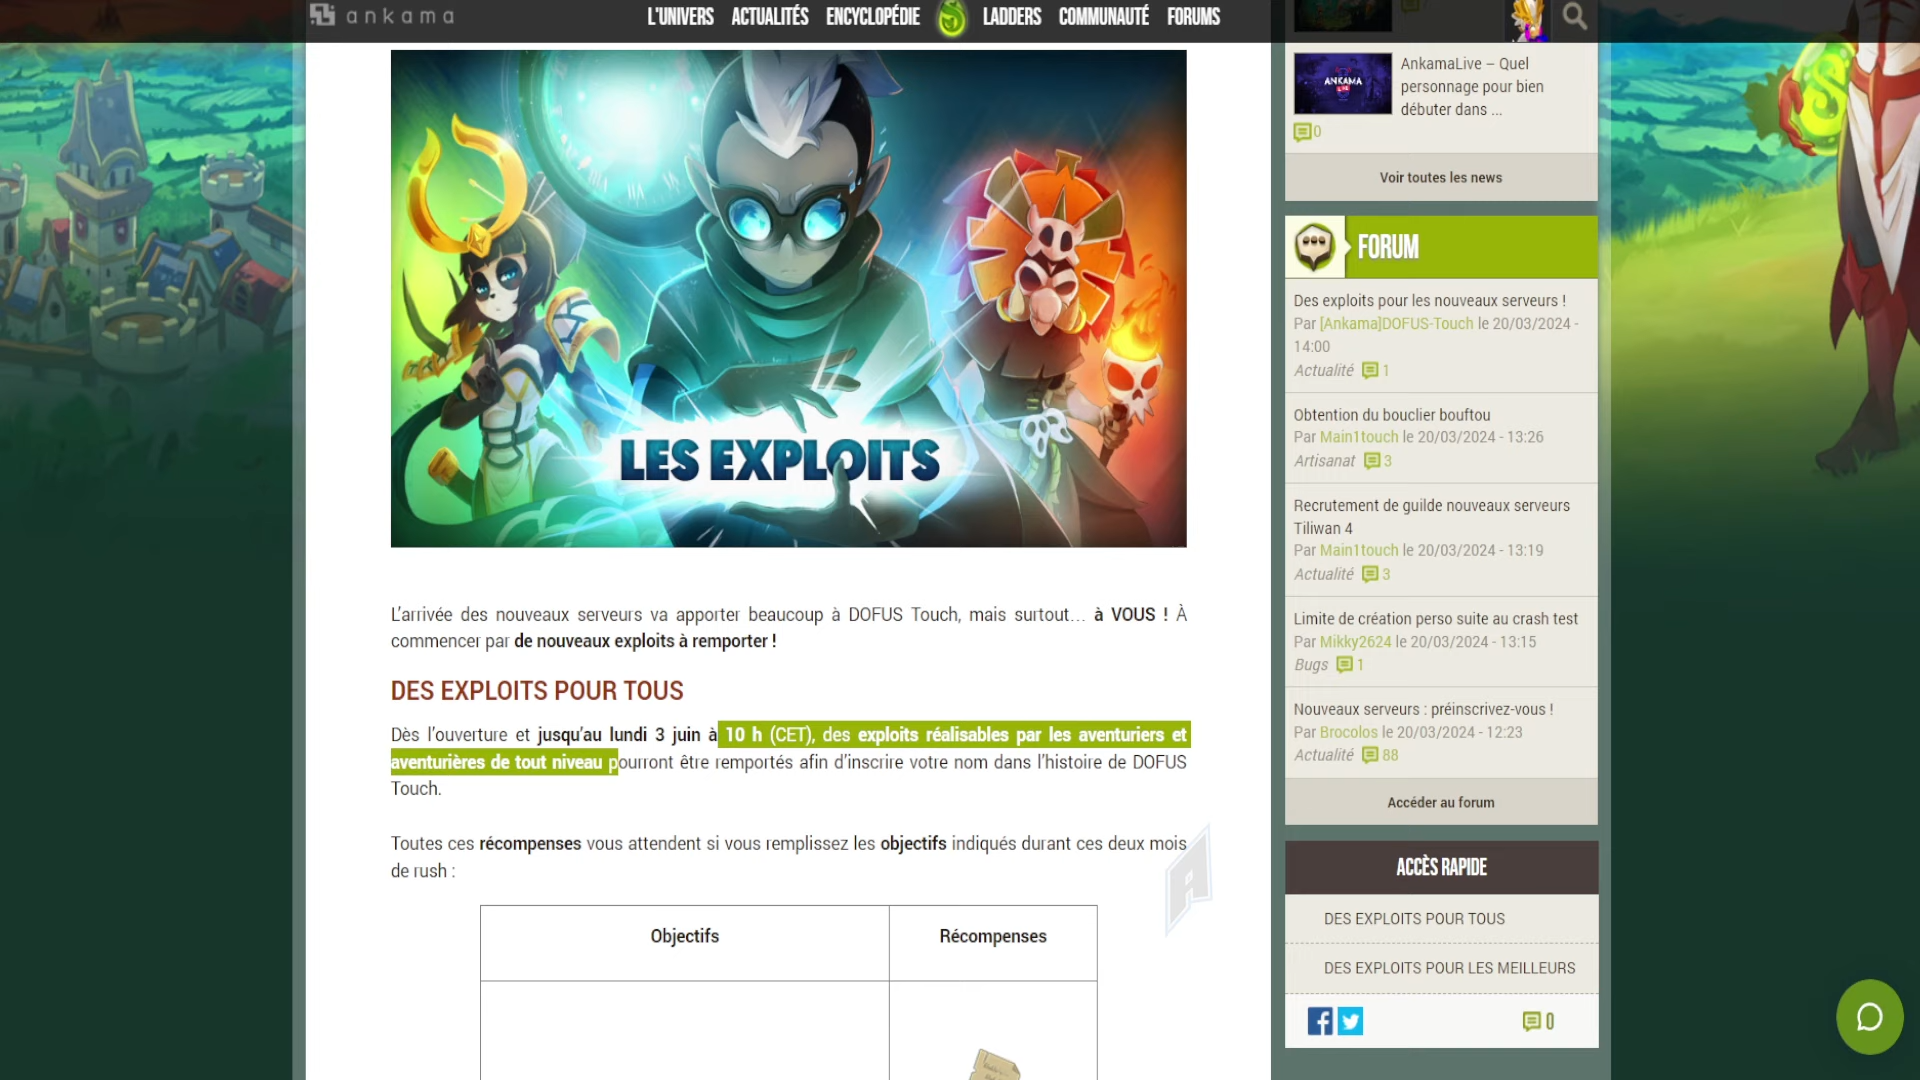 ankama
L'UNIVERS ACTUALITÉS ENCYCLOPÉDIE LADDERS COMMUNAUTÉ FORUMS
LES EXPLOITS
L'arrivée des nouveaux serveurs va apporter beaucoup à DOFUS Touch, mais surtout... à VOUS ! À
commencer par de nouveaux exploits à remporter !
DES EXPLOITS POUR TOUS
Dès l'ouverture et jusqu'au lundi 3 juin à 10 h (CET), des exploits réalisables par les aventuriers et
aventurières de tout niveau pourront être remportés afin d'inscrire votre nom dans l'histoire de DOFUS
Touch.
Toutes ces récompenses vous attendent si vous remplissez les objectifs indiqués durant ces deux mois
de rush :
Objectifs Récompenses
ANKAMA
LIVE
AnkamaLive – Quel
personnage pour bien
débuter dans ...
0
Voir toutes les news
FORUM
Des exploits pour les nouveaux serveurs !
Par [Ankama]DOFUS-Touch le 20/03/2024 -
14:00
Actualité 1
Obtention du bouclier bouftou
Par Main1touch le 20/03/2024 - 13:26
Artisanat 3
Recrutement de guilde nouveaux serveurs
Tiliwan 4
Par Main1touch le 20/03/2024 - 13:19
Actualité 3
Limite de création perso suite au crash test
Par Mikky2624 le 20/03/2024 - 13:15
Bugs 1
Nouveaux serveurs : préinscrivez-vous !
Par Brocolos le 20/03/2024 - 12:23
Actualité 88
Accéder au forum
ACCÈS RAPIDE
DES EXPLOITS POUR TOUS
DES EXPLOITS POUR LES MEILLEURS
0